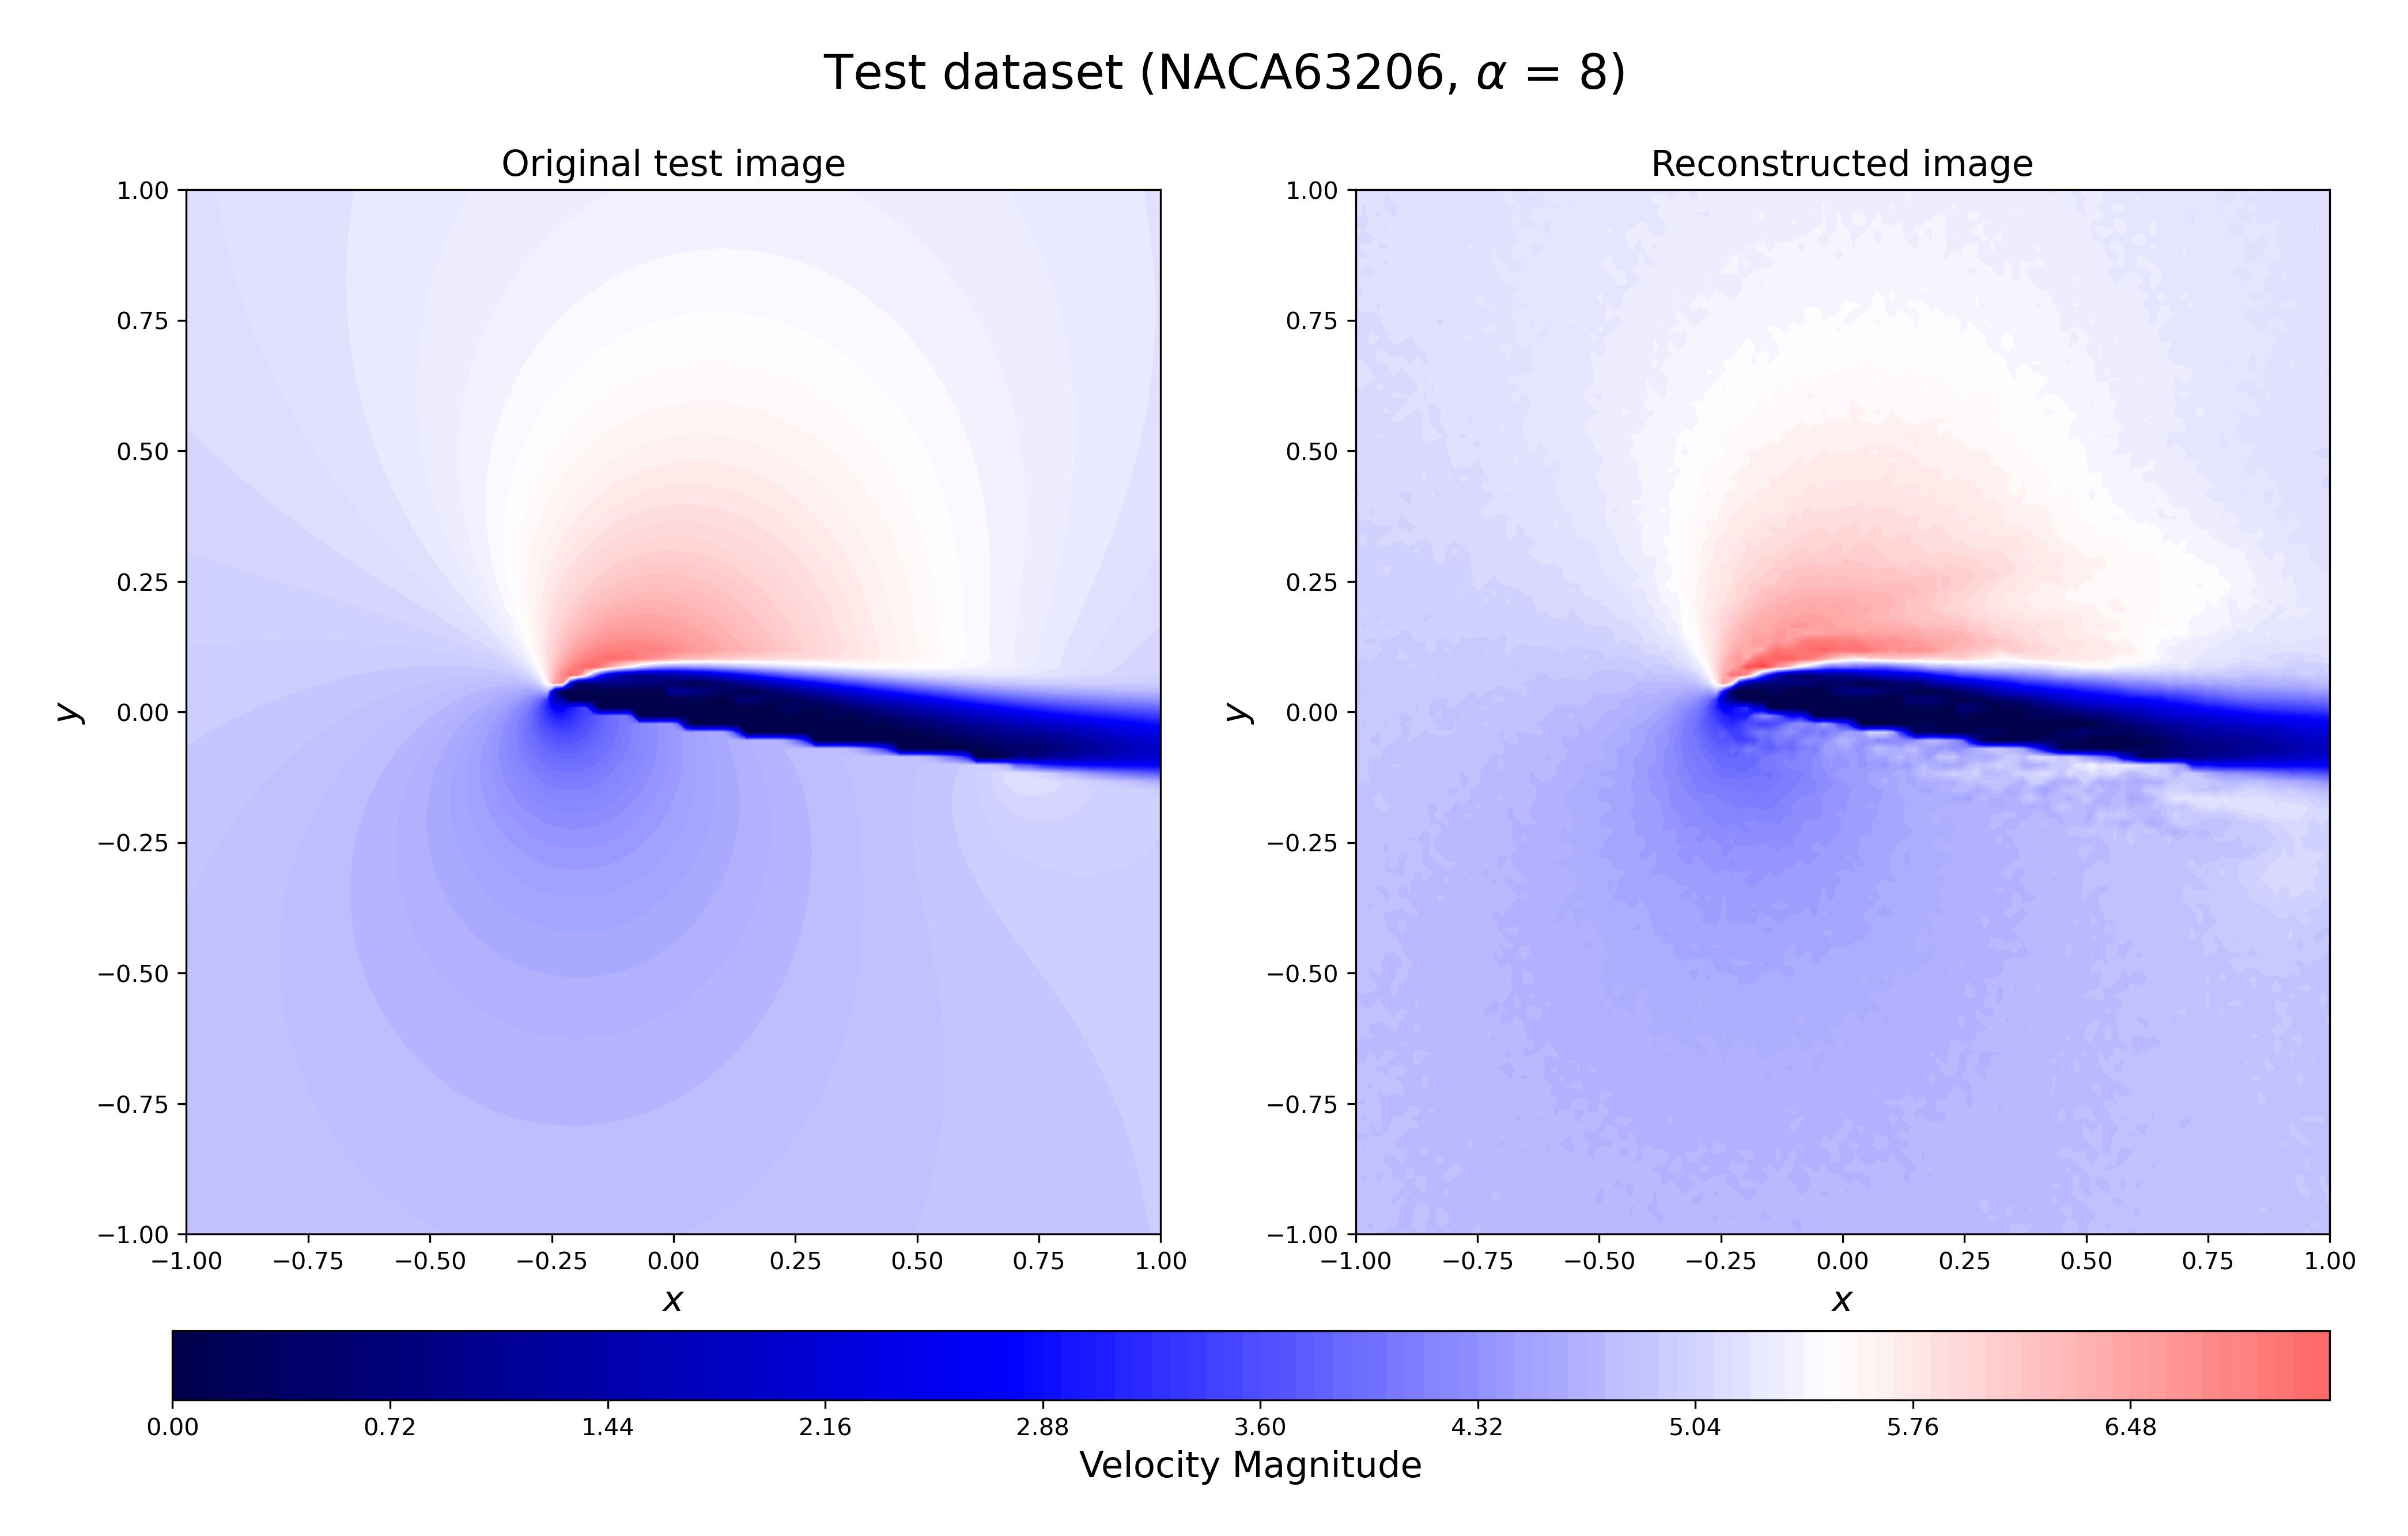 Test dataset (NACA63206, α = 8)
Original test image
1.00
0.75
0.50
0.25
0.00
−0.25
−0.50
−0.75
−1.00
y
−1.00 −0.75 −0.50 −0.25 0.00 0.25 0.50 0.75 1.00
x
Reconstructed image
1.00
0.75
0.50
0.25
0.00
−0.25
−0.50
−0.75
−1.00
y
−1.00 −0.75 −0.50 −0.25 0.00 0.25 0.50 0.75 1.00
x
0.00 0.72 1.44 2.16 2.88 3.60 4.32 5.04 5.76 6.48
Velocity Magnitude